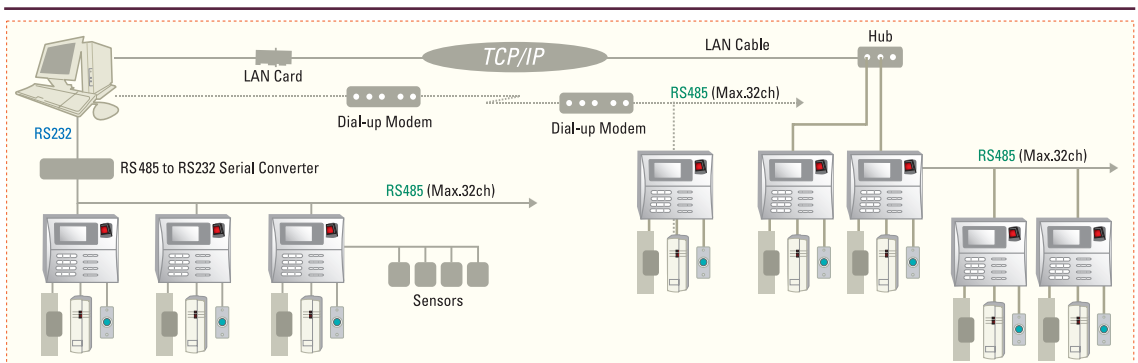 TCP/IP
LAN Cable
Hub
LAN Card
RS485 (Max.32ch)
Dial-up Modem
Dial-up Modem
RS232
RS485 to RS232 Serial Converter
RS485 (Max.32ch)
RS485 (Max.32ch)
Sensors